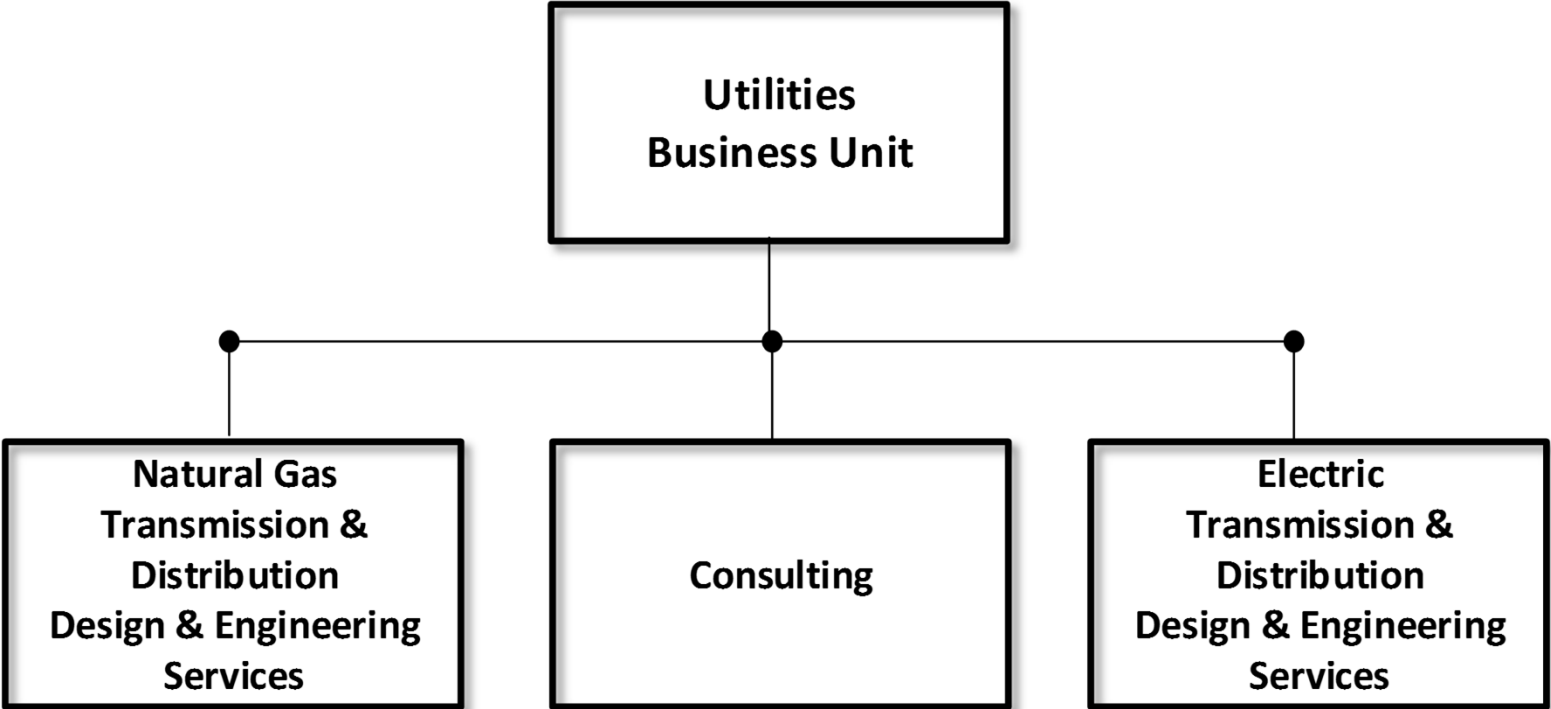 Utilities
Business Unit
Natural Gas
Transmission &
Distribution
Design & Engineering
Services
Consulting
Electric
Transmission &
Distribution
Design & Engineering
Services